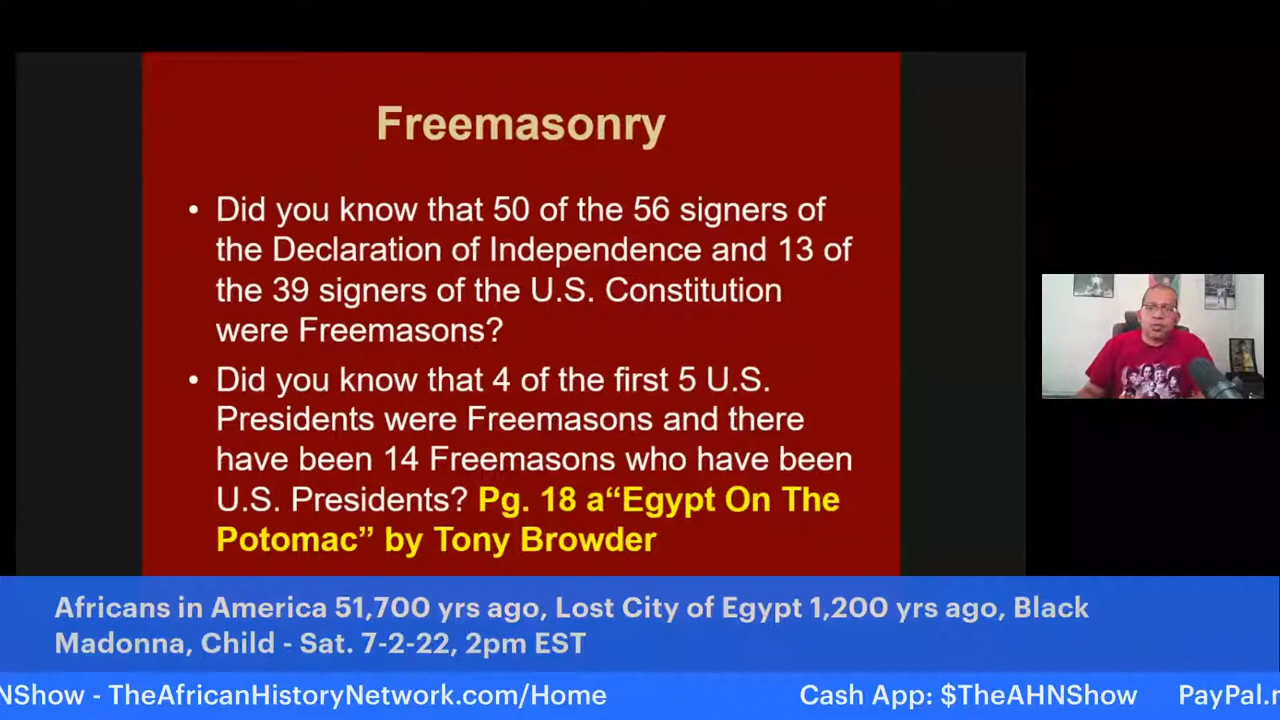 Freemasonry
• Did you know that 50 of the 56 signers of
the Declaration of Independence and 13 of
the 39 signers of the U.S. Constitution
were Freemasons?
• Did you know that 4 of the first 5 U.S.
Presidents were Freemasons and there
have been 14 Freemasons who have been
U.S. Presidents? Pg. 18 a“Egypt On The
Potomac” by Tony Browder
Africans in America 51,700 yrs ago, Lost City of Egypt 1,200 yrs ago, Black
Madonna, Child - Sat. 7-2-22, 2pm EST
NShow - TheAfricanHistoryNetwork.com/Home Cash App: $TheAHNShow PayPal.